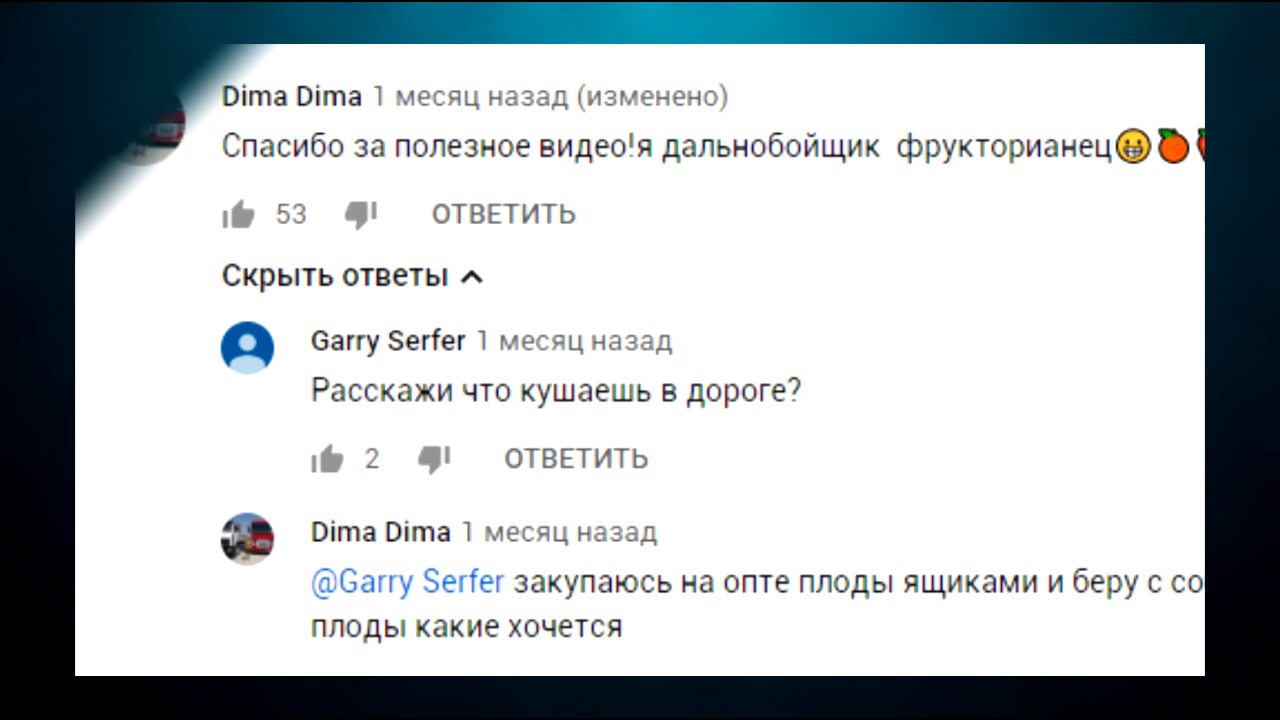 Dima Dima 1 месяц назад (изменено)
Спасибо за полезное видео!я дальнобойщик фрукторианец😁🍊
53 ОТВЕТИТЬ
Скрыть ответы
Garry Serfer 1 месяц назад
Расскажи что кушаешь в дороге?
2 ОТВЕТИТЬ
Dima Dima 1 месяц назад
@Garry Serfer закупаюсь на опте плоды ящиками и беру с со
плоды какие хочется